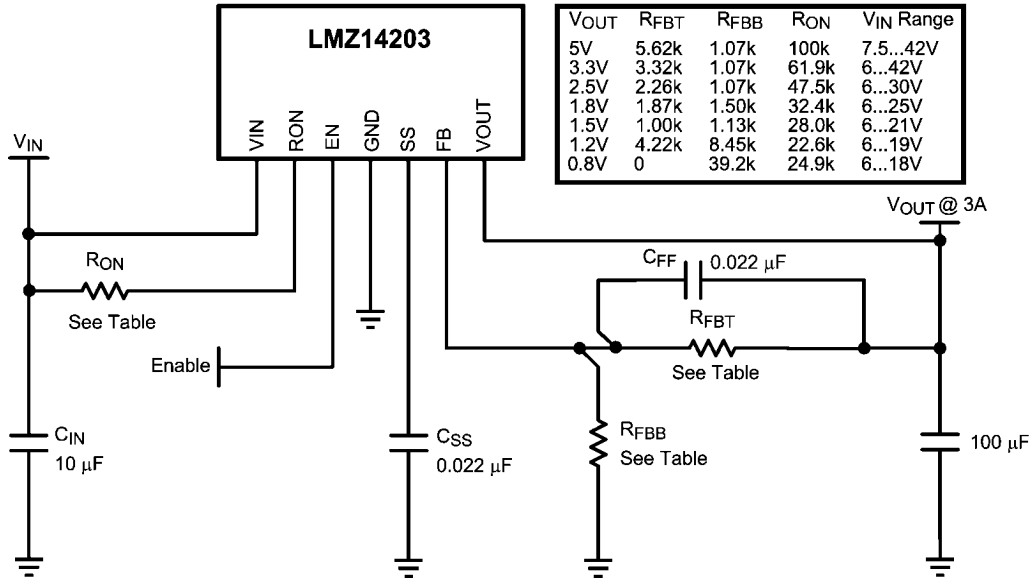 LMZ14203
VIN
RON
EN
GND
SS
FB
VOUT
VOUT RFBT RFBB RON VIN Range
5V 5.62k 1.07k 100k 7.5...42V
3.3V 3.32k 1.07k 61.9k 6...42V
2.5V 2.26k 1.07k 47.5k 6...30V
1.8V 1.87k 1.50k 32.4k 6...25V
1.5V 1.00k 1.13k 28.0k 6...21V
1.2V 4.22k 8.45k 22.6k 6...19V
0.8V 0 39.2k 24.9k 6...18V
VIN
VOUT @ 3A
RON
See Table
CFF 0.022 μF
RFBT
See Table
Enable
CIN
10 μF
CSS
0.022 μF
RFBB
See Table
100 μF